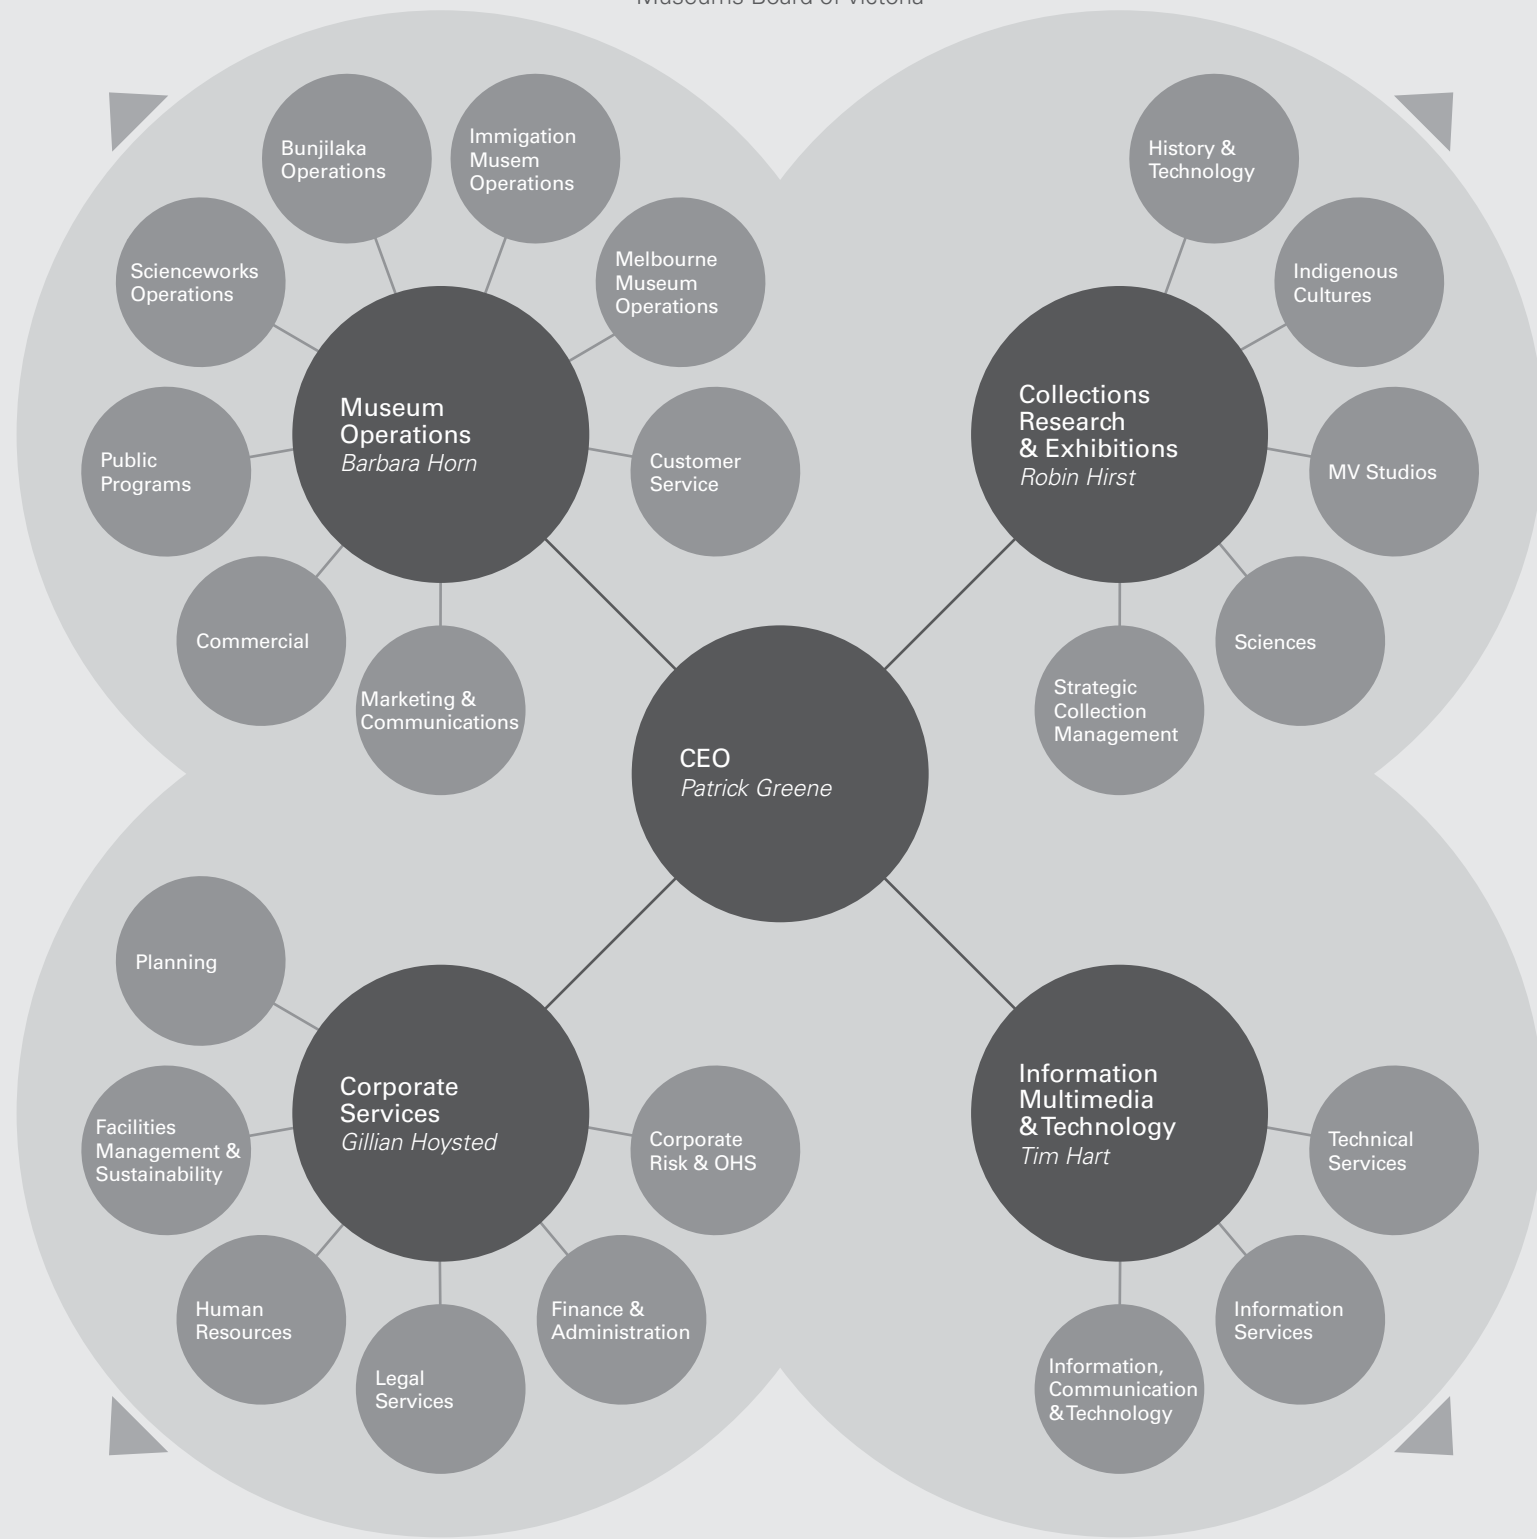 Museums Board of Victoria
Bunjilaka
Operations
Immigation
Musem
Operations
Scienceworks
Operations
Melbourne
Museum
Operations
Public
Programs
Museum
Operations
Barbara Horn
Customer
Service
Commercial
Marketing &
Communications
History &
Technology
Indigenous
Cultures
Collections
Research
& Exhibitions
Robin Hirst
MV Studios
Sciences
Strategic
Collection
Management
CEO
Patrick Greene
Planning
Facilities
Management &
Sustainability
Corporate
Services
Gillian Hoysted
Corporate
Risk & OHS
Human
Resources
Legal
Services
Finance &
Administration
Information
Multimedia
& Technology
Tim Hart
Technical
Services
Information
Services
Information,
Communication
& Technology